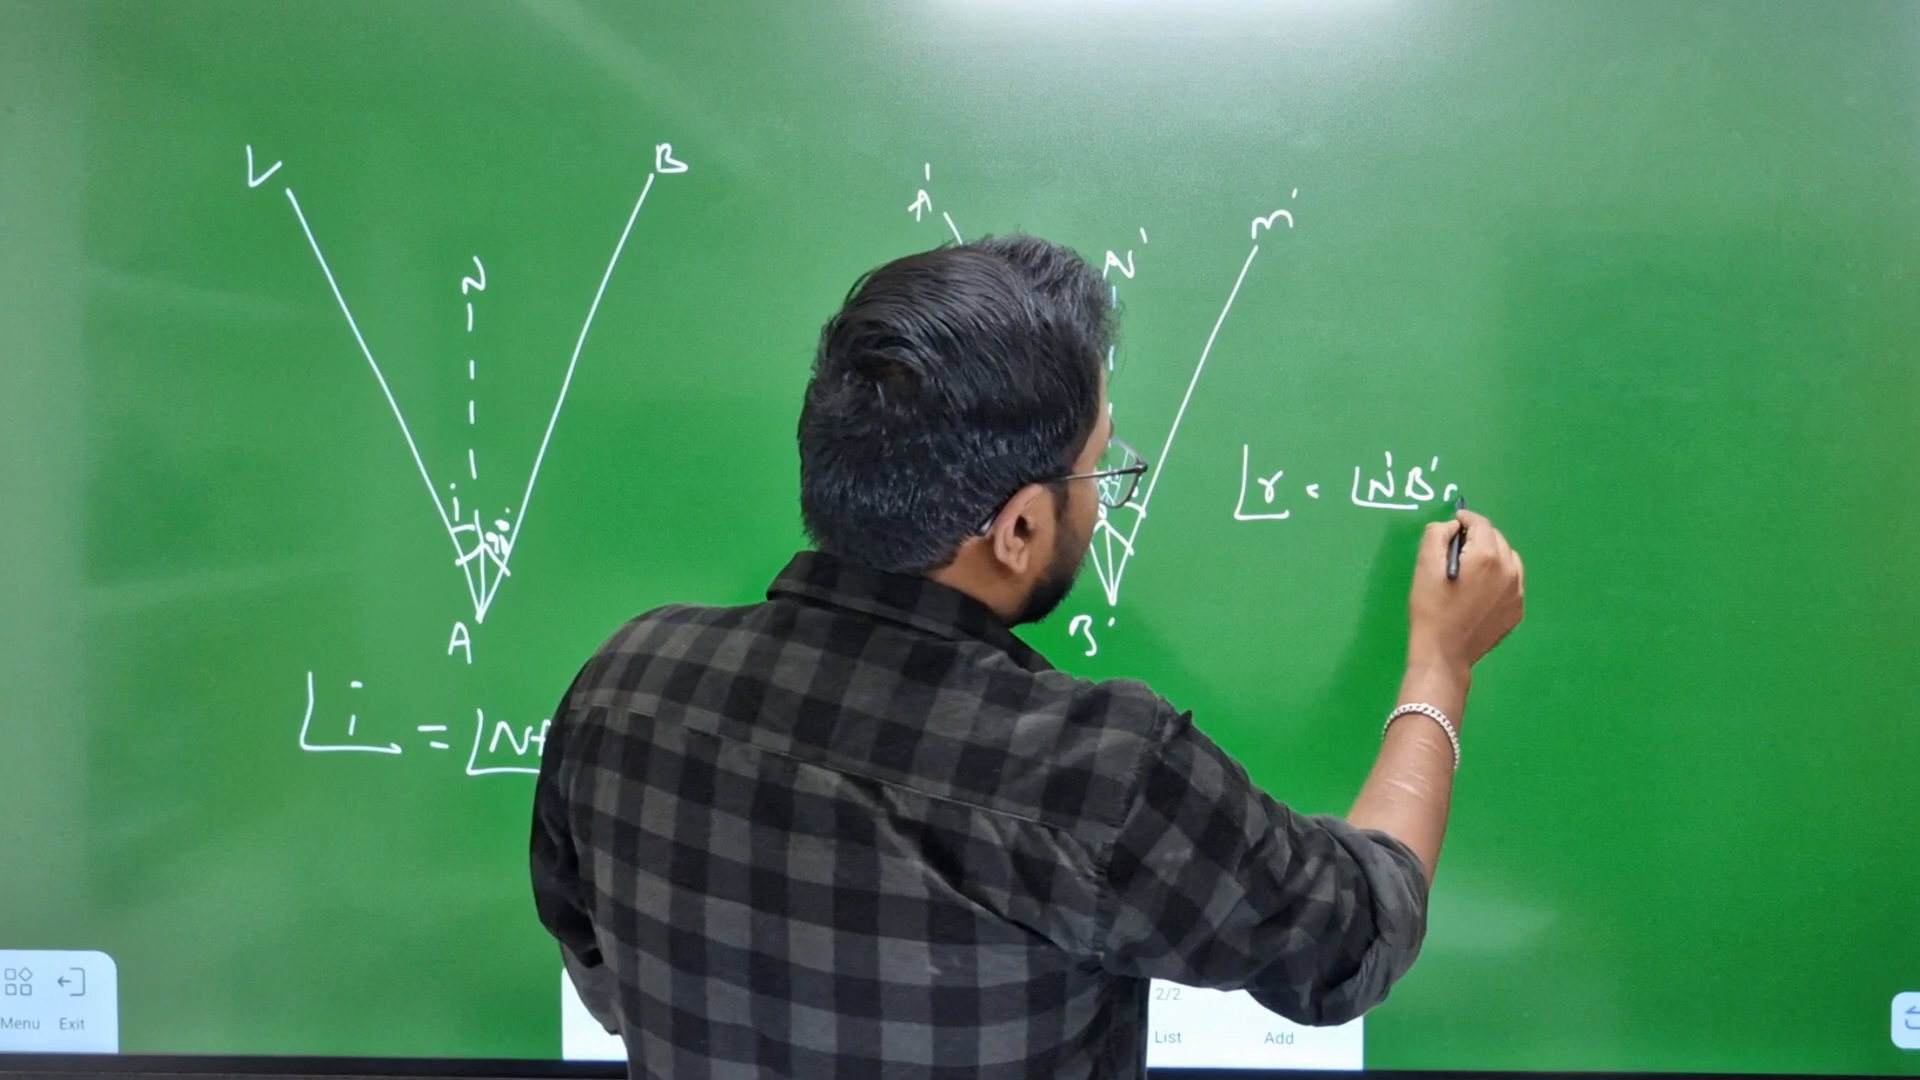 L
B
N
A'
N'
m'
i
A
B'
∠i = ∠N
∠r = ∠N'B'
2/2
Menu Exit
List Add